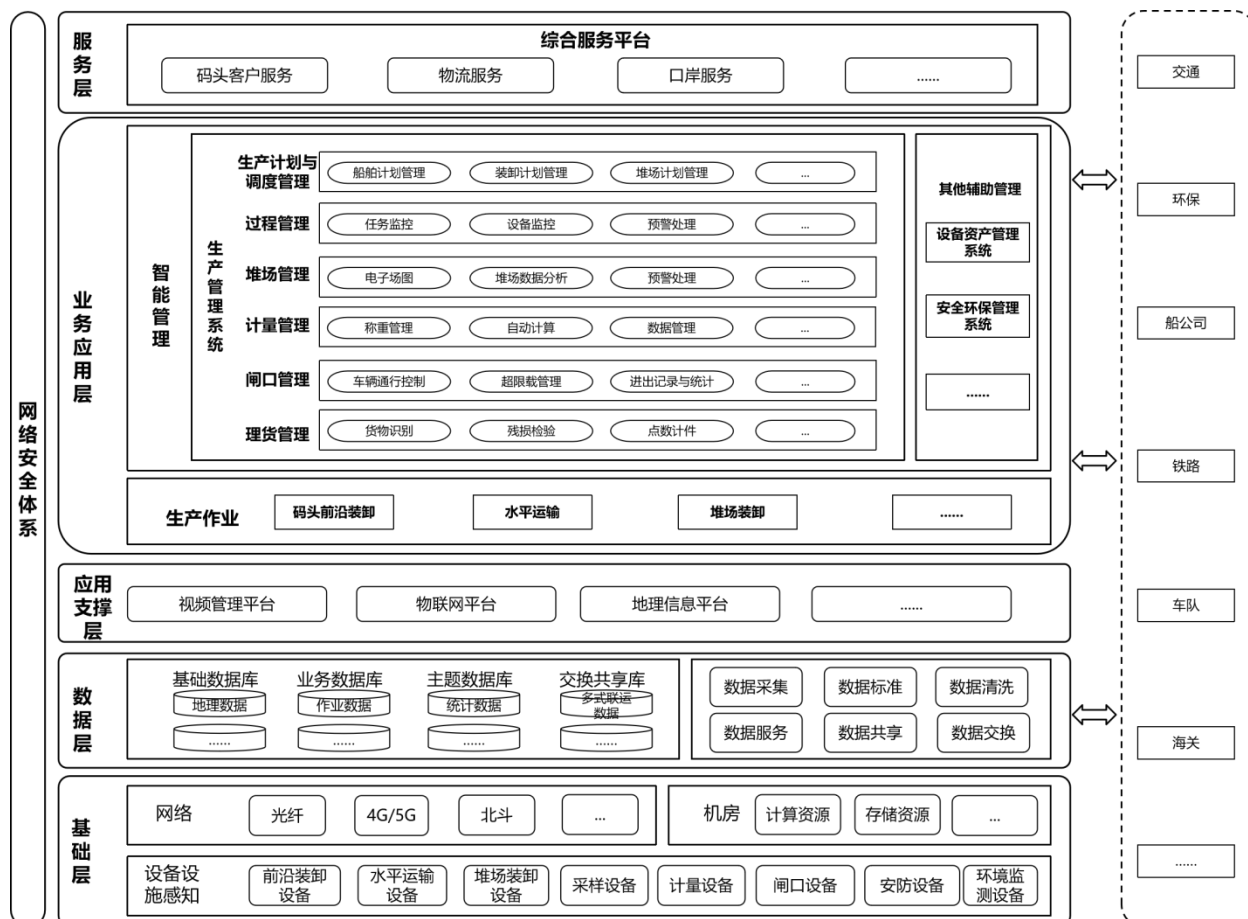 网络安全体系
服务层
综合服务平台
码头客户服务
物流服务
口岸服务
......
业务应用层
智能管理
生产管理系统
生产计划与
调度管理
船舶计划管理
装卸计划管理
堆场计划管理
...
过程管理
任务监控
设备监控
预警处理
...
堆场管理
电子场图
堆场数据分析
预警处理
...
计量管理
称重管理
自动计算
数据管理
...
闸口管理
车辆通行控制
超限载管理
进出记录与统计
...
理货管理
货物识别
残损检验
点数计件
...
其他辅助管理
设备资产管理
系统
安全环保管理
系统
......
生产作业
码头前沿装卸
水平运输
堆场装卸
......
应用
支撑
层
视频管理平台
物联网平台
地理信息平台
......
数据层
基础数据库
地理数据
......
业务数据库
作业数据
......
主题数据库
统计数据
......
交换共享库
多式联运
数据
......
数据采集
数据标准
数据清洗
数据服务
数据共享
数据交换
基础层
网络
光纤
4G/5G
北斗
...
机房
计算资源
存储资源
...
设备设
施感知
前沿装卸
设备
水平运输
设备
堆场装卸
设备
采样设备
计量设备
闸口设备
安防设备
环境监
测设备
交通
环保
船公司
铁路
车队
海关
......